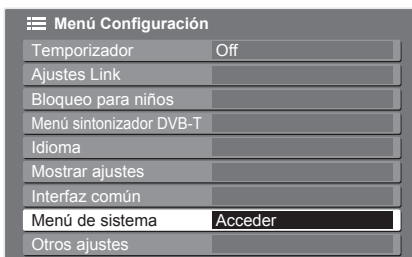 Menú Configuración
Temporizador Off
Ajustes Link
Bloqueo para niños
Menú sintonizador DVB-T
Idioma
Mostrar ajustes
Interfaz común
Menú de sistema Acceder
Otros ajustes